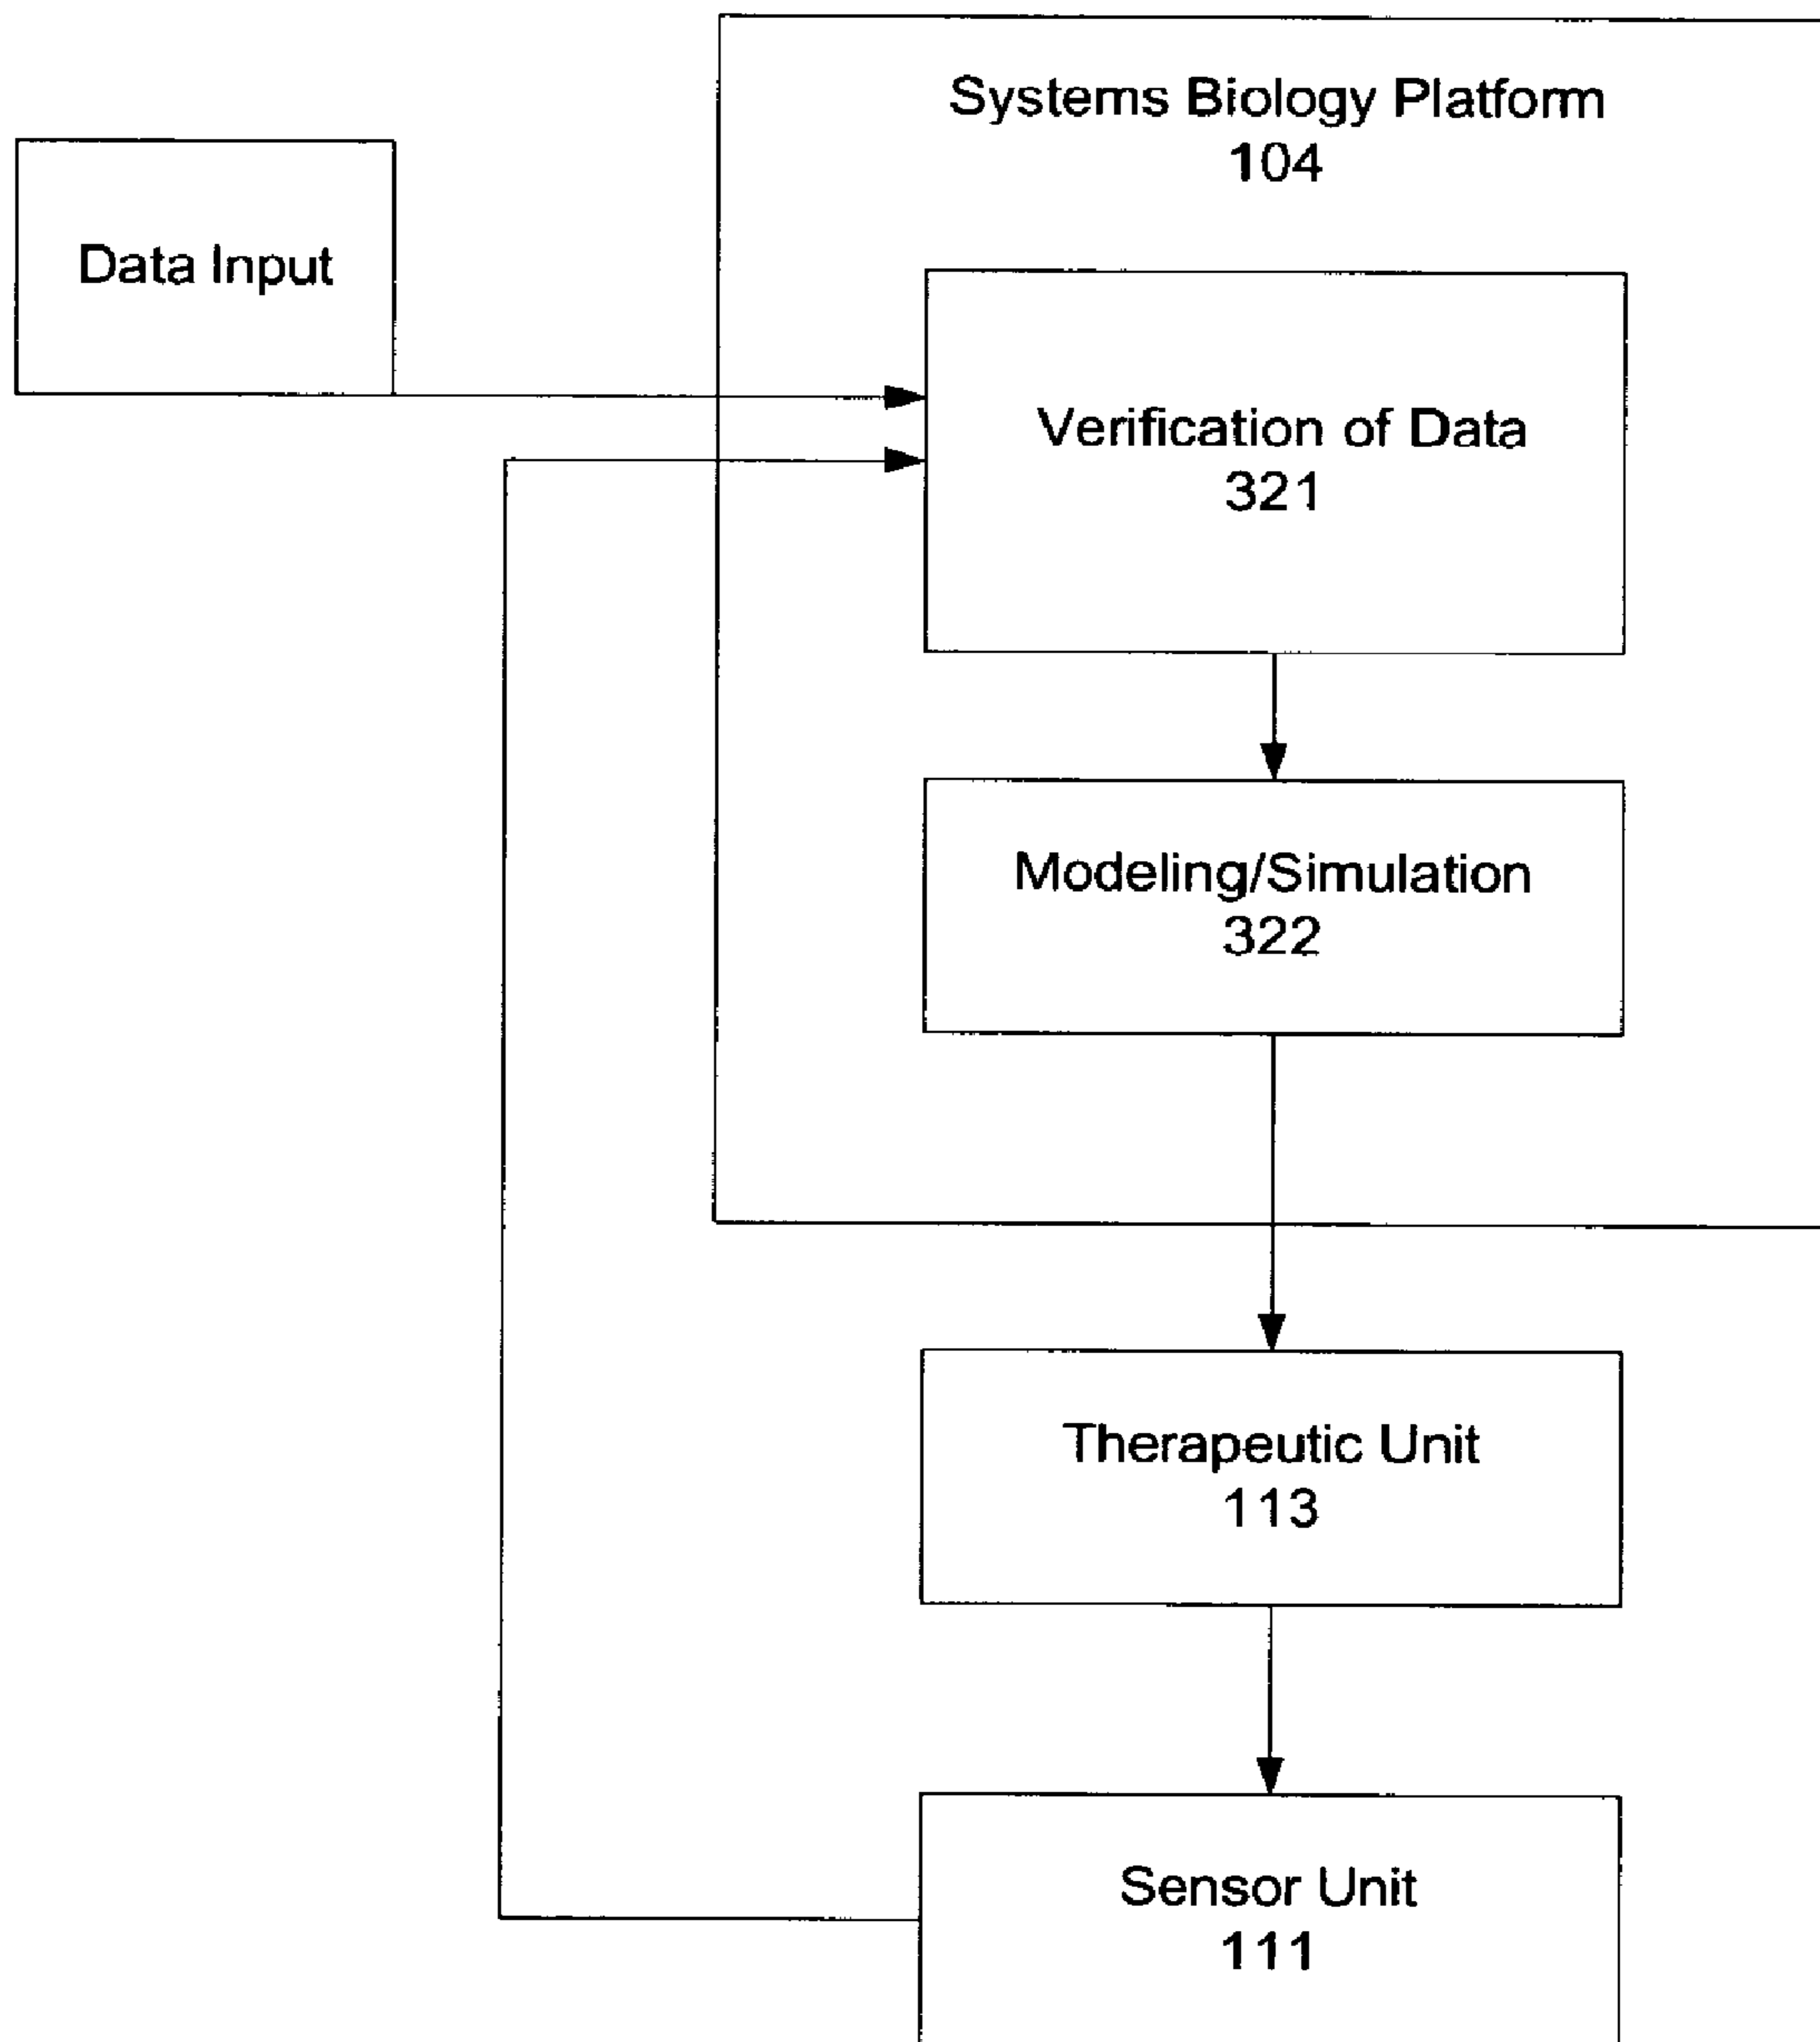 Systems Biology Platform
104
Data Input
Verification of Data
321
Modeling/Simulation
322
Therapeutic Unit
113
Sensor Unit
111